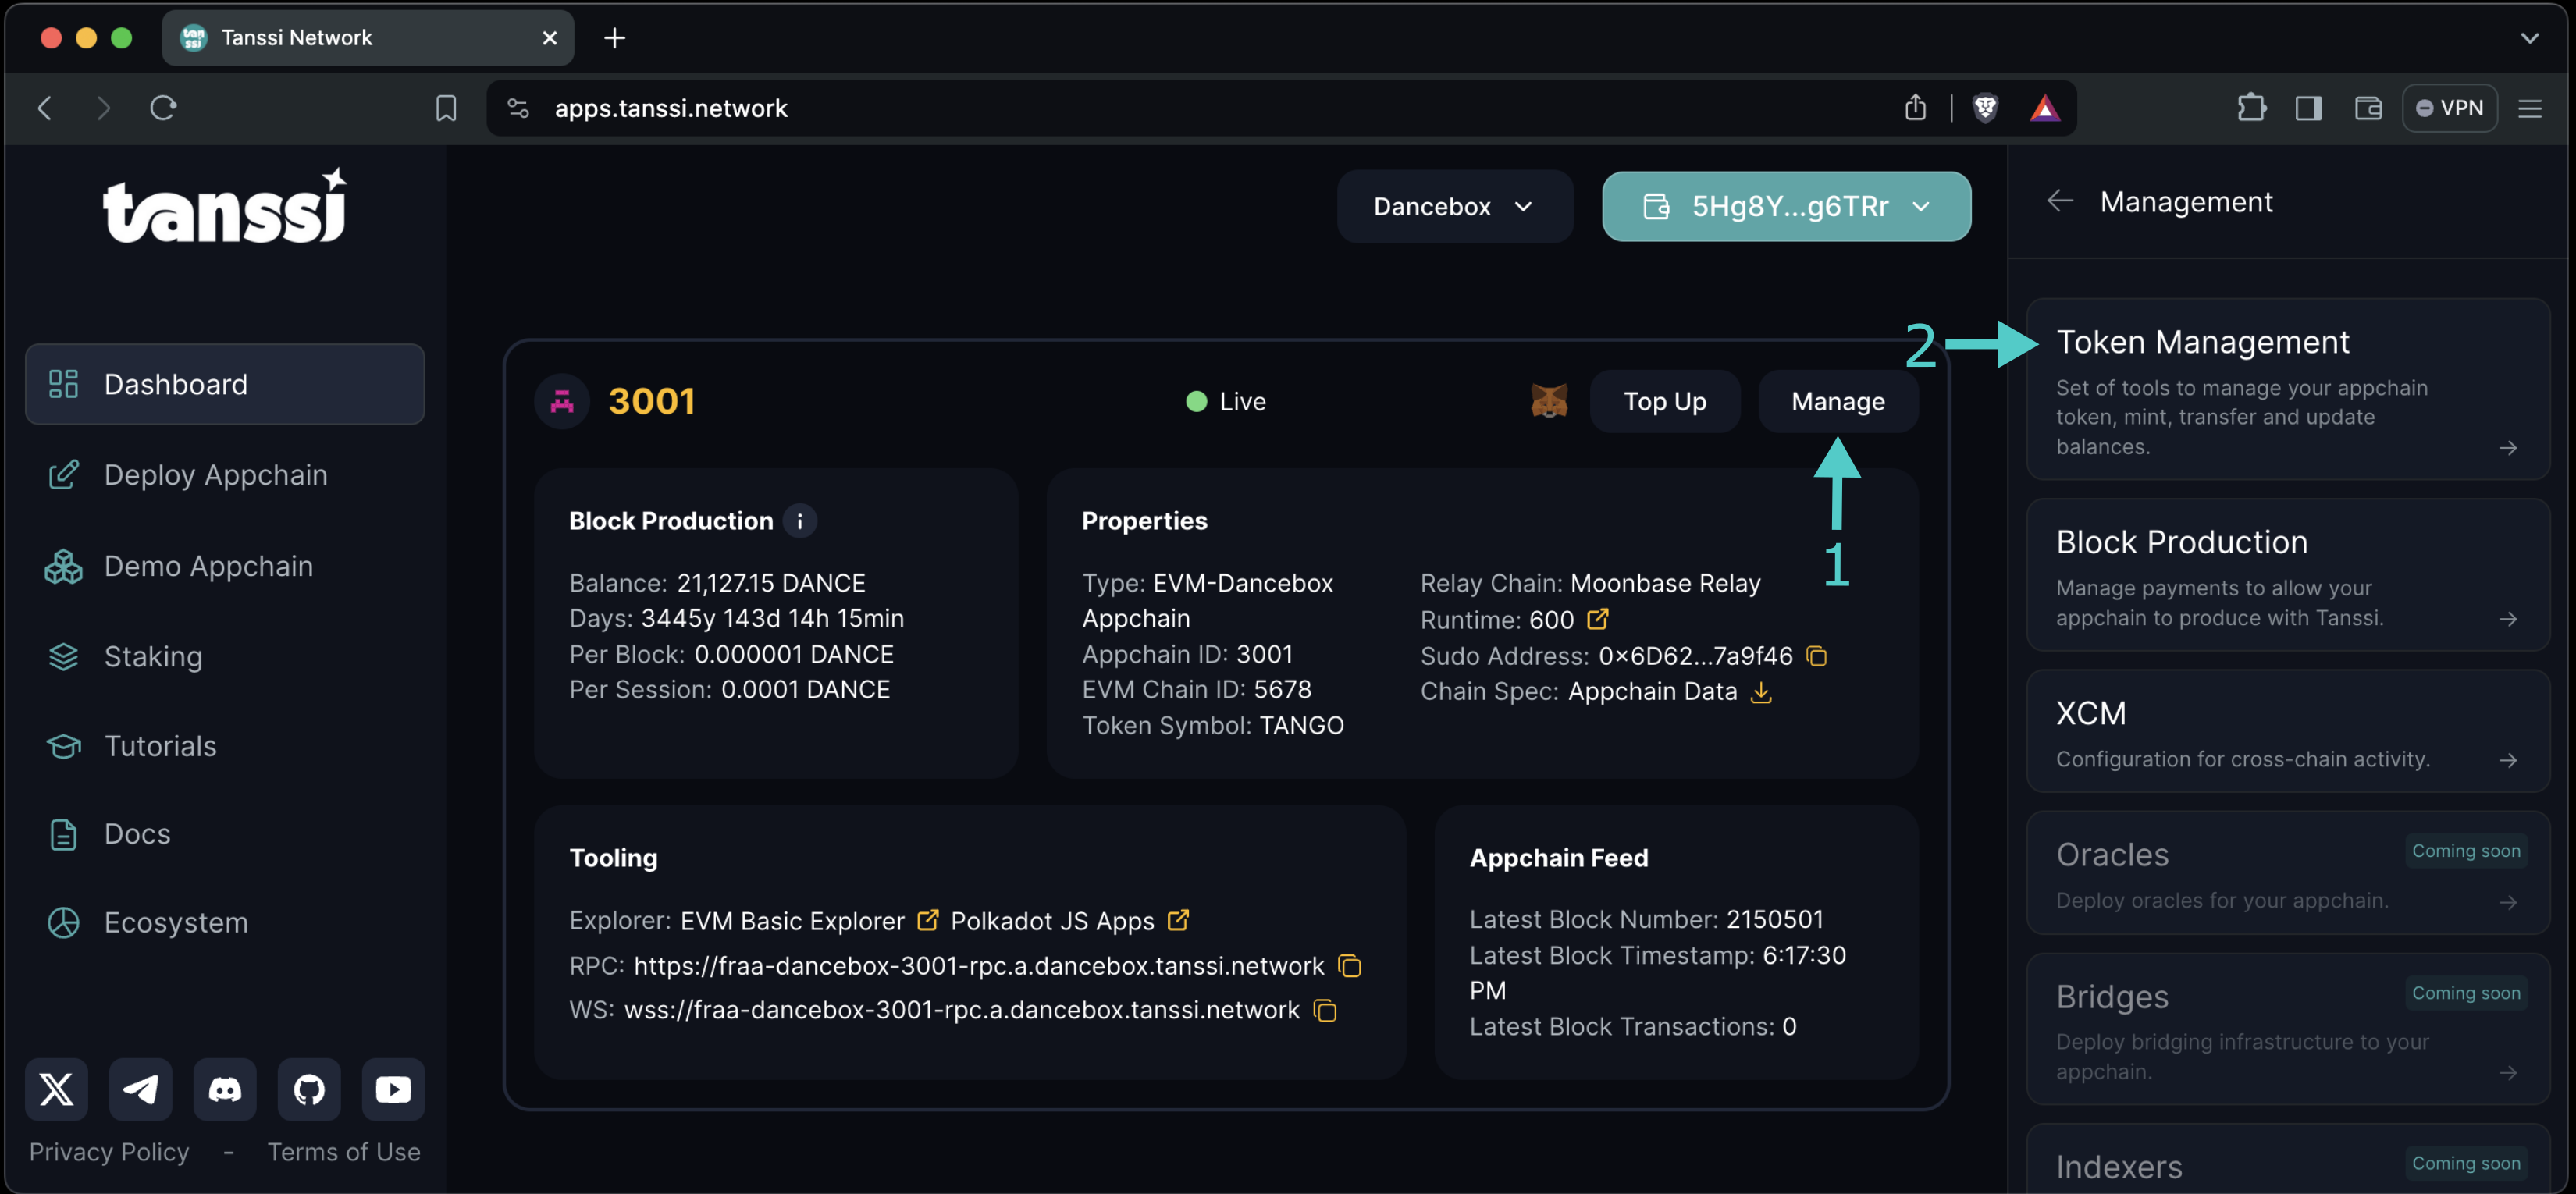 Tanssi Network
apps.tanssi.network
VPN
tanssi
Dashboard
Deploy Appchain
Demo Appchain
Staking
Tutorials
Docs
Ecosystem
Privacy Policy - Terms of Use
Dancebox
5Hg8Y...g6TRr
3001
Live
Top Up
Manage
1
Block Production
Balance: 21,127.15 DANCE
Days: 3445y 143d 14h 15min
Per Block: 0.000001 DANCE
Per Session: 0.0001 DANCE
Properties
Type: EVM-Dancebox
Appchain
Appchain ID: 3001
EVM Chain ID: 5678
Token Symbol: TANGO
Relay Chain: Moonbase Relay
Runtime: 600
Sudo Address: 0x6D62...7a9f46
Chain Spec: Appchain Data
Tooling
Explorer: EVM Basic Explorer Polkadot JS Apps
RPC: https://fraa-dancebox-3001-rpc.a.dancebox.tanssi.network
WS: wss://fraa-dancebox-3001-rpc.a.dancebox.tanssi.network
Appchain Feed
Latest Block Number: 2150501
Latest Block Timestamp: 6:17:30
PM
Latest Block Transactions: 0
Management
2
Token Management
Set of tools to manage your appchain
token, mint, transfer and update
balances.
Block Production
Manage payments to allow your
appchain to produce with Tanssi.
XCM
Configuration for cross-chain activity.
Oracles
Coming soon
Deploy oracles for your appchain.
Bridges
Coming soon
Deploy bridging infrastructure to your
appchain.
Indexers
Coming soon